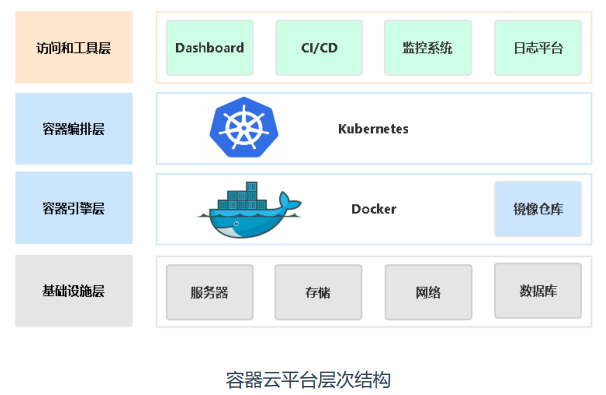 访问和工具层
Dashboard
CI/CD
监控系统
日志平台
容器编排层
Kubernetes
容器引擎层
Docker
镜像仓库
基础设施层
服务器
存储
网络
数据库
容器云平台层次结构